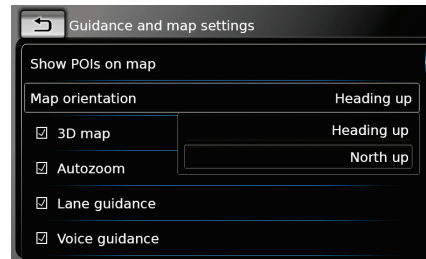 Guidance and map settings
Show POIs on map
Map orientation Heading up
3D map Heading up
Autozoom North up
Lane guidance
Voice guidance